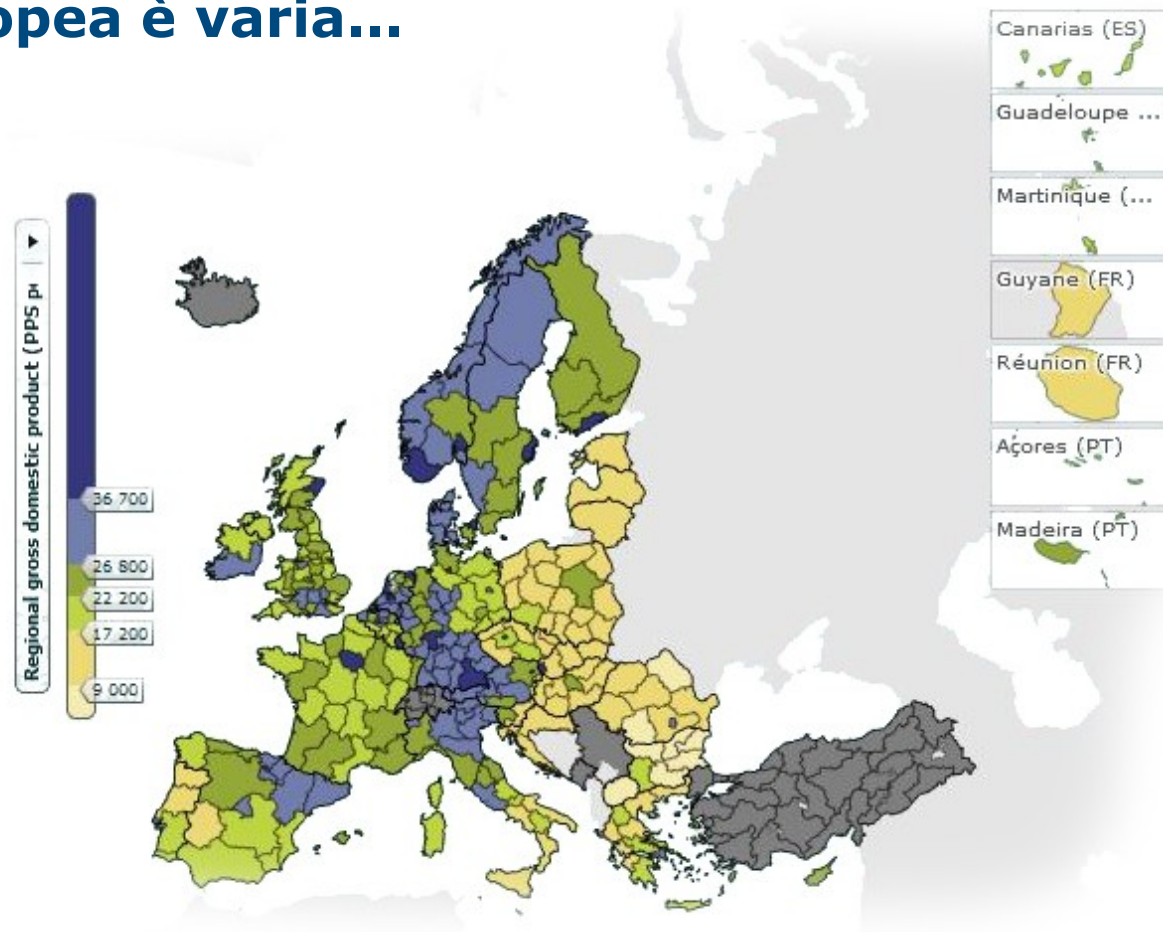 opea è varia...
Canarias (ES)
Guadeloupe ...
Martinique (...
Guyane (FR)
Réunion (FR)
Açores (PT)
Madeira (PT)
Regional gross domestic product (PPS
36 700
26 800
22 200
17 200
9 000